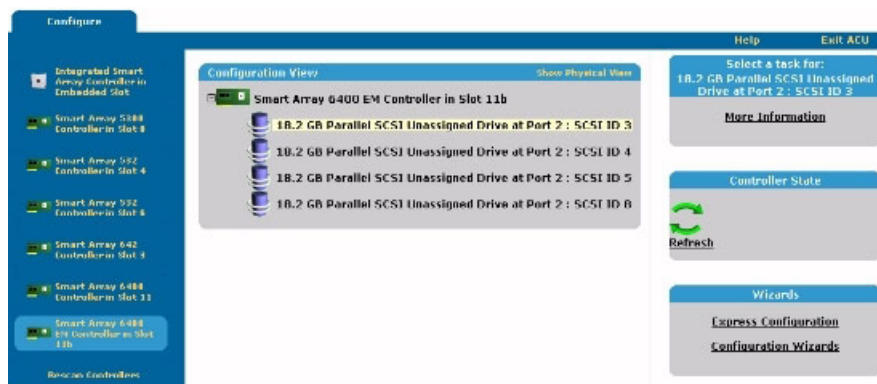 Configure
Help
Exit ACU
Integrated Smart
Array Controller in
Embedded Slot
Smart Array 5300
Controller in Slot 8
Smart Array 532
Controller in Slot 4
Smart Array 532
Controller in Slot 6
Smart Array 642
Controller in Slot 3
Smart Array 6400
Controller in Slot 11
Smart Array 6400
EM Controller in Slot
11b
Rescan Controllers
Configuration View
Show Physical View
Smart Array 6400 EM Controller in Slot 11b
18.2 GB Parallel SCSI Unassigned Drive at Port 2 : SCSI ID 3
18.2 GB Parallel SCSI Unassigned Drive at Port 2 : SCSI ID 4
18.2 GB Parallel SCSI Unassigned Drive at Port 2 : SCSI ID 5
18.2 GB Parallel SCSI Unassigned Drive at Port 2 : SCSI ID 8
Select a task for:
18.2 GB Parallel SCSI Unassigned
Drive at Port 2 : SCSI ID 3
More Information
Controller State
Refresh
Wizards
Express Configuration
Configuration Wizards